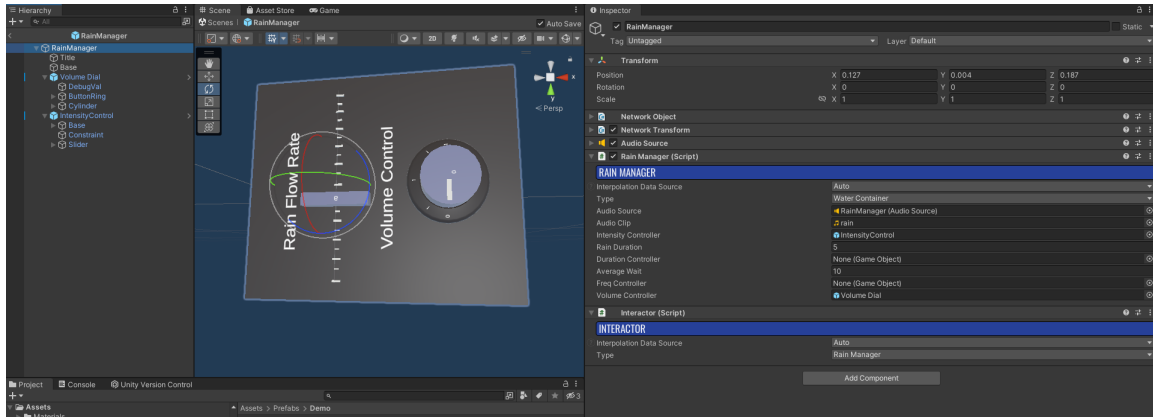 Hierarchy
All
RainManager
RainManager
Title
Base
Volume Dial
DebugVal
ButtonRing
Cylinder
IntensityControl
Base
Constraint
Slider
Scene
Asset Store
Game
Scenes
RainManager
Auto Save
2D
x
y
Persp
Rain Flow Rate
Volume Control
Project
Console
Unity Version Control
3
Assets
Materials
Assets > Prefabs > Demo
Inspector
RainManager
Static
Tag Untagged
Layer Default
Transform
Position X 0.127 Y 0.004 Z 0.187
Rotation X 0 Y 0 Z 0
Scale X 1 Y 1 Z 1
Network Object
Network Transform
Audio Source
Rain Manager (Script)
RAIN MANAGER
Interpolation Data Source Auto
Type Water Container
Audio Source RainManager (Audio Source)
Audio Clip rain
Intensity Controller IntensityControl
Rain Duration 5
Duration Controller None (Game Object)
Average Wait 10
Freq Controller None (Game Object)
Volume Controller Volume Dial
Interactor (Script)
INTERACTOR
Interpolation Data Source Auto
Type Rain Manager
Add Component